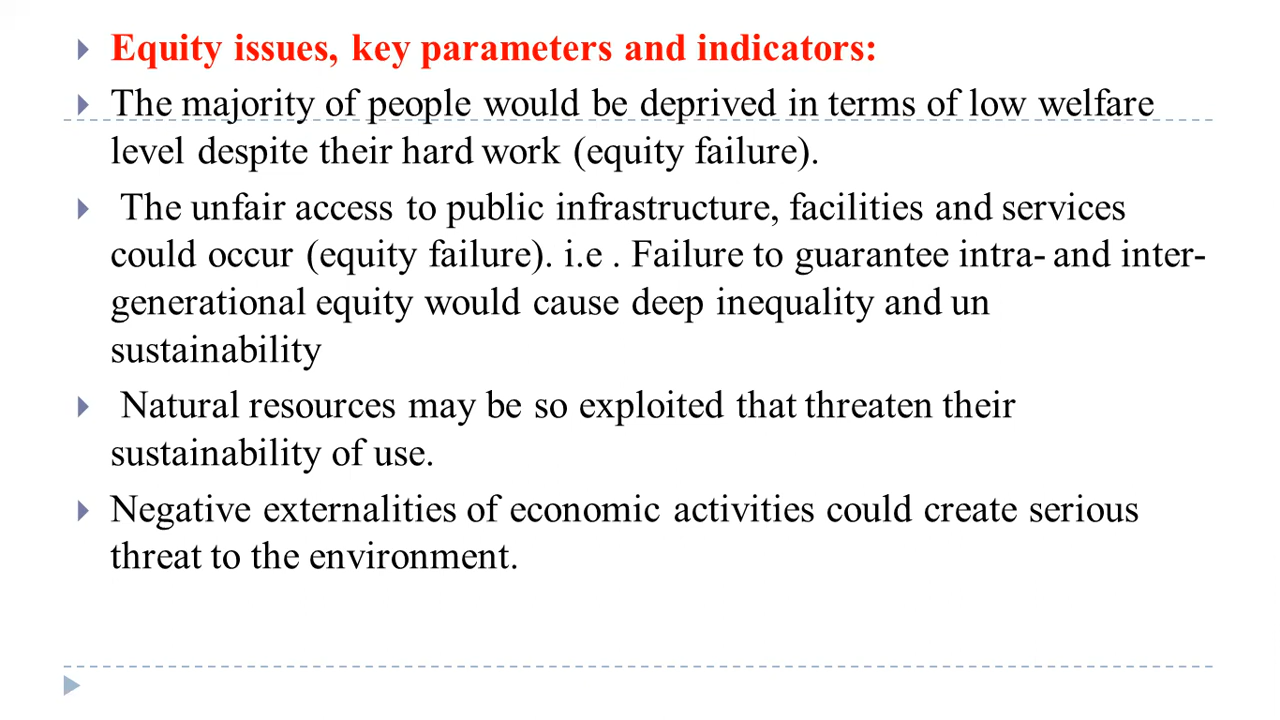 Equity issues, key parameters and indicators:
The majority of people would be deprived in terms of low welfare
level despite their hard work (equity failure).
The unfair access to public infrastructure, facilities and services
could occur (equity failure). i.e . Failure to guarantee intra- and inter-
generational equity would cause deep inequality and un
sustainability
Natural resources may be so exploited that threaten their
sustainability of use.
Negative externalities of economic activities could create serious
threat to the environment.